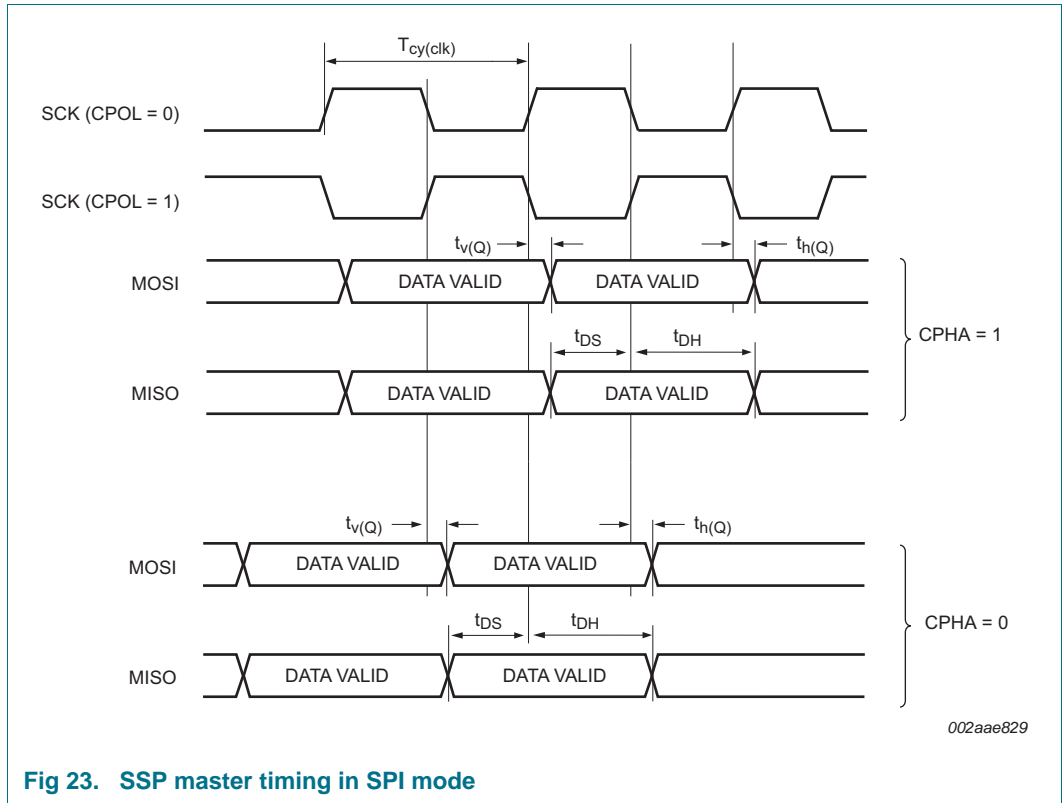 Tcy(clk)
SCK (CPOL = 0)
SCK (CPOL = 1)
tv(Q)
th(Q)
MOSI
DATA VALID
DATA VALID
tDS
tDH
CPHA = 1
MISO
DATA VALID
DATA VALID
tv(Q)
th(Q)
MOSI
DATA VALID
DATA VALID
tDS
tDH
CPHA = 0
MISO
DATA VALID
DATA VALID
002aae829
Fig 23. SSP master timing in SPI mode